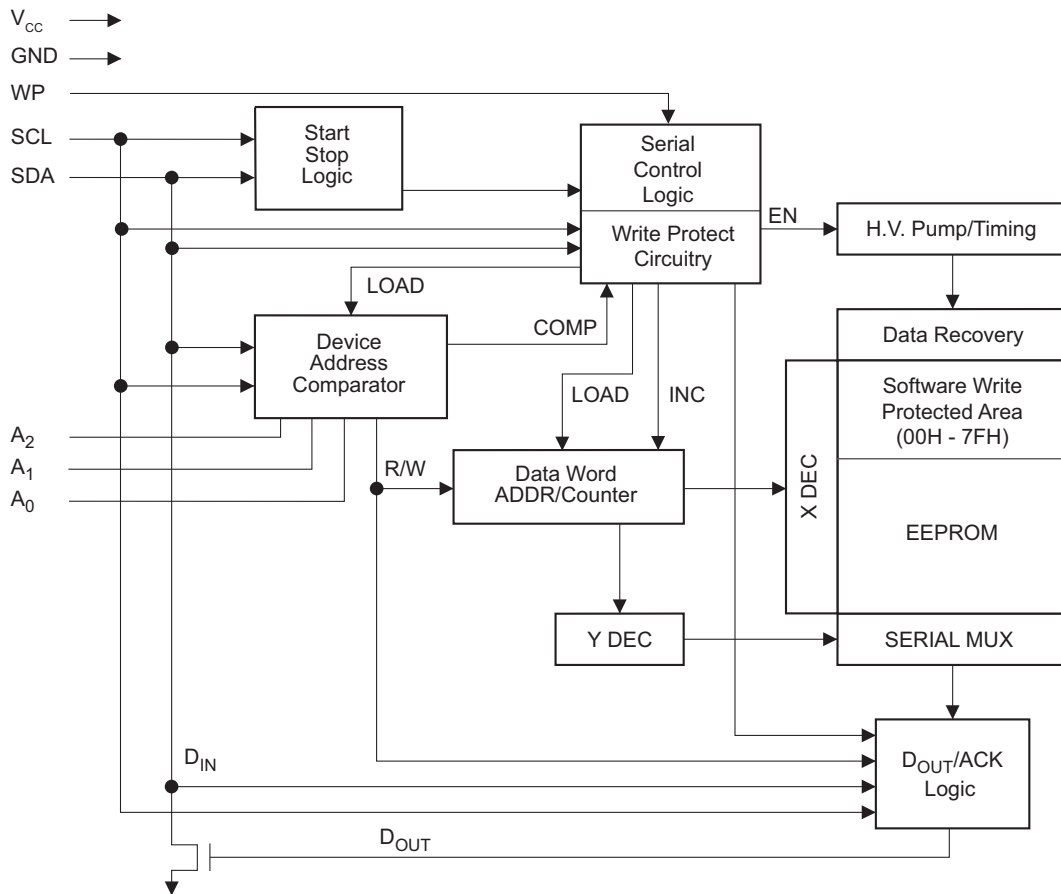 VCC
GND
WP
SCL
SDA
Start
Stop
Logic
Serial
Control
Logic
Write Protect
Circuitry
EN
H.V. Pump/Timing
LOAD
COMP
Device
Address
Comparator
LOAD
INC
Data Recovery
Software Write
Protected Area
(00H - 7FH)
X DEC
EEPROM
A2
A1
A0
R/W
Data Word
ADDR/Counter
Y DEC
SERIAL MUX
DIN
DOUT/ACK
Logic
DOUT